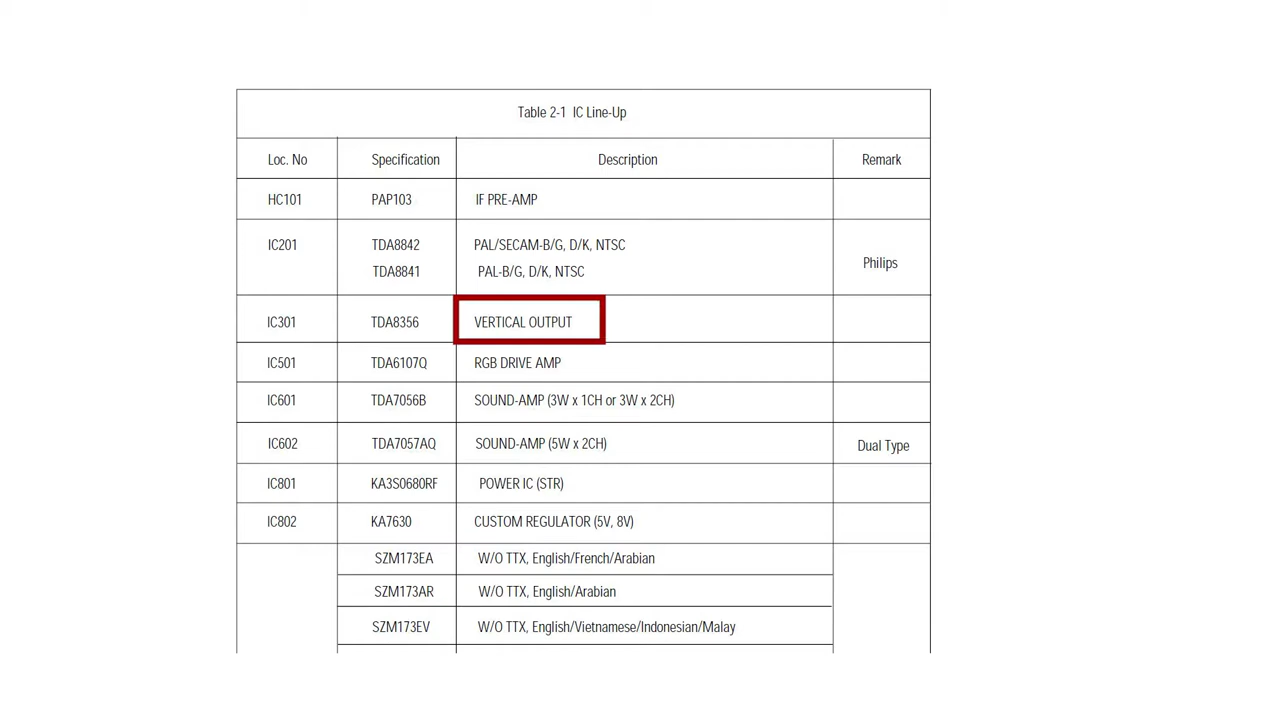 Table 2-1 IC Line-Up
Loc. No Specification Description Remark
HC101 PAP103 IF PRE-AMP
IC201 TDA8842 PAL/SECAM-B/G, D/K, NTSC
TDA8841 PAL-B/G, D/K, NTSC Philips
IC301 TDA8356 VERTICAL OUTPUT
IC501 TDA6107Q RGB DRIVE AMP
IC601 TDA7056B SOUND-AMP (3W x 1CH or 3W x 2CH)
IC602 TDA7057AQ SOUND-AMP (5W x 2CH) Dual Type
IC801 KA3S0680RF POWER IC (STR)
IC802 KA7630 CUSTOM REGULATOR (5V, 8V)
SZM173EA W/O TTX, English/French/Arabian
SZM173AR W/O TTX, English/Arabian
SZM173EV W/O TTX, English/Vietnamese/Indonesian/Malay